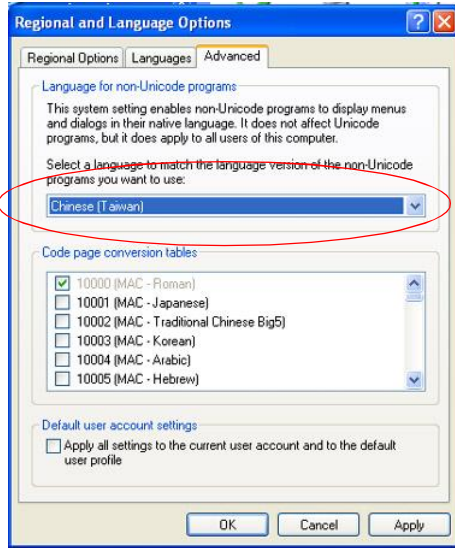 Regional and Language Options
Regional Options Languages Advanced
Language for non-Unicode programs
This system setting enables non-Unicode programs to display menus
and dialogs in their native language. It does not affect Unicode
programs, but it does apply to all users of this computer.
Select a language to match the language version of the non-Unicode
programs you want to use:
Chinese (Taiwan)
Code page conversion tables
10000 (MAC - Roman)
10001 (MAC - Japanese)
10002 (MAC - Traditional Chinese Big5)
10003 (MAC - Korean)
10004 (MAC - Arabic)
10005 (MAC - Hebrew)
Default user account settings
Apply all settings to the current user account and to the default
user profile
OK Cancel Apply